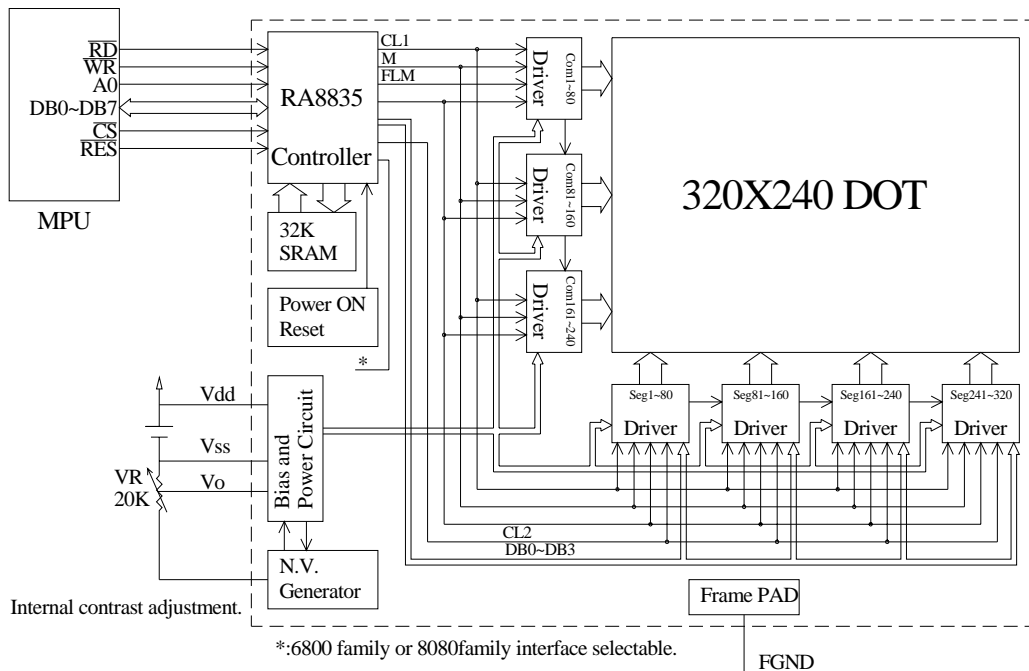 RD
WR
A0
DB0~DB7
CS
RES
MPU
RA8835
Controller
32K
SRAM
Power ON
Reset
*
CL1
M
FLM
Driver
Com1~80
Driver
Com81~160
Driver
Com161~240
320X240 DOT
Seg1~80
Driver
Seg81~160
Driver
Seg161~240
Driver
Seg241~320
Driver
Vdd
Vss
Vo
VR
20K
Bias and
Power Circuit
N.V.
Generator
CL2
DB0~DB3
Internal contrast adjustment.
Frame PAD
*:6800 family or 8080family interface selectable.
FGND